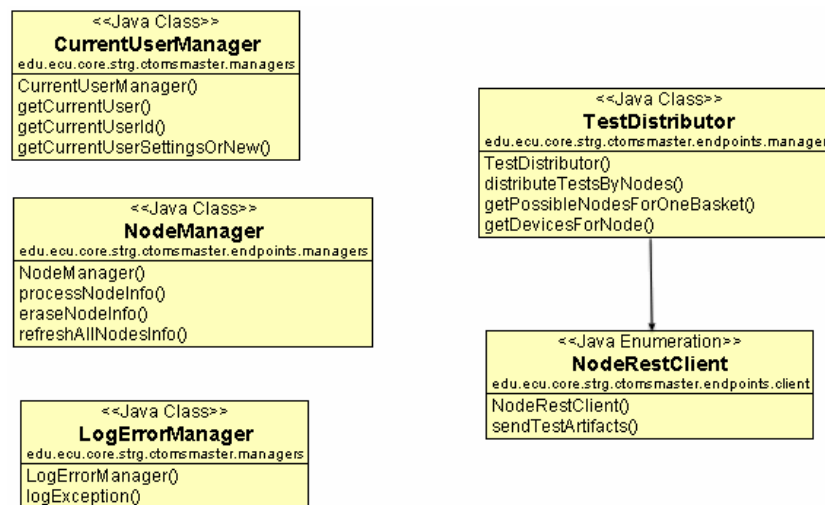 <<Java Class>>
CurrentUserManager
edu.ecu.core.strg.ctomsmaster.managers
CurrentUserManager()
getCurrentUser()
getCurrentUserId()
getCurrentUserSettingsOrNew()
<<Java Class>>
NodeManager
edu.ecu.core.strg.ctomsmaster.endpoints.managers
NodeManager()
processNodeInfo()
eraseNodeInfo()
refreshAllNodesInfo()
<<Java Class>>
LogErrorManager
edu.ecu.core.strg.ctomsmaster.managers
LogErrorManager()
logException()
<<Java Class>>
TestDistributor
edu.ecu.core.strg.ctomsmaster.endpoints.manager
TestDistributor()
distributeTestsByNodes()
getPossibleNodesForOneBasket()
getDevicesForNode()
<<Java Enumeration>>
NodeRestClient
edu.ecu.core.strg.ctomsmaster.endpoints.client
NodeRestClient()
sendTestArtifacts()